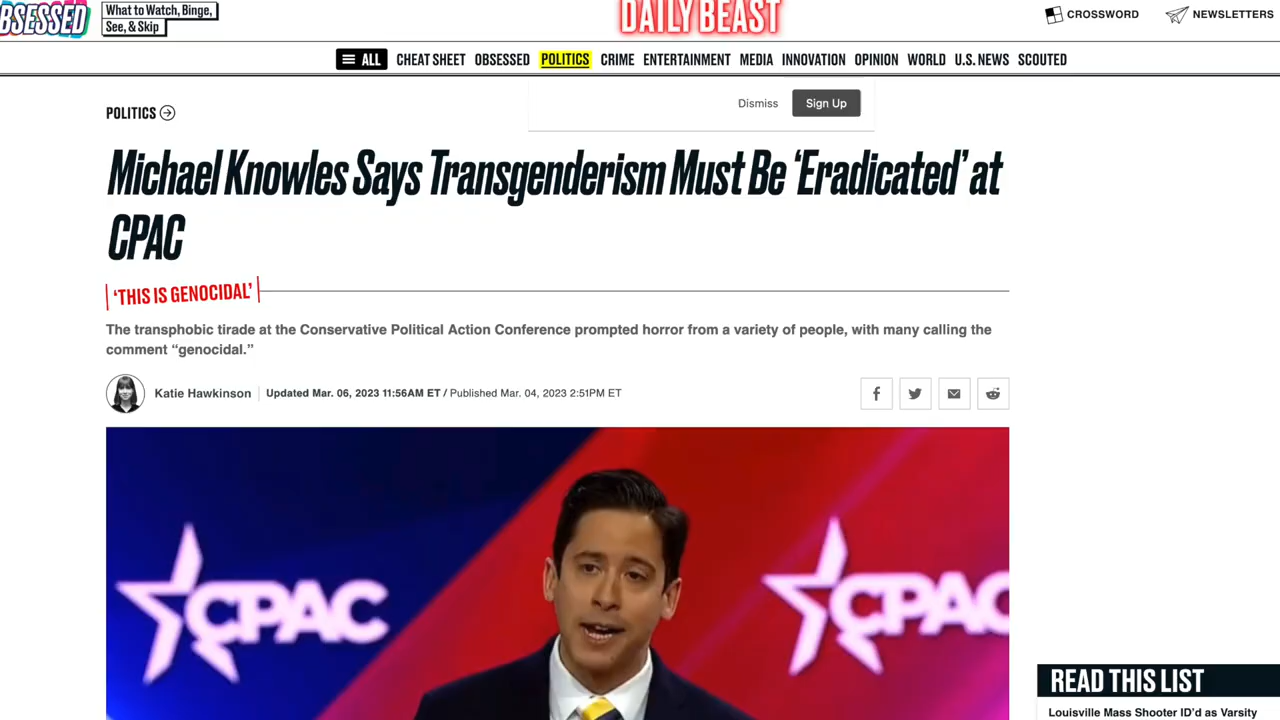 BSESSED
What to Watch, Binge,
See, & Skip
DAILY BEAST
CROSSWORD
NEWSLETTERS
ALL CHEAT SHEET OBSESSED POLITICS CRIME ENTERTAINMENT MEDIA INNOVATION OPINION WORLD U.S. NEWS SCOUTED
Dismiss
Sign Up
POLITICS
Michael Knowles Says Transgenderism Must Be ‘Eradicated’ at
CPAC
‘THIS IS GENOCIDAL’
The transphobic tirade at the Conservative Political Action Conference prompted horror from a variety of people, with many calling the
comment “genocidal.”
Katie Hawkinson
Updated Mar. 06, 2023 11:56AM ET / Published Mar. 04, 2023 2:51PM ET
CPAC
CPAC
READ THIS LIST
Louisville Mass Shooter ID’d as Varsity